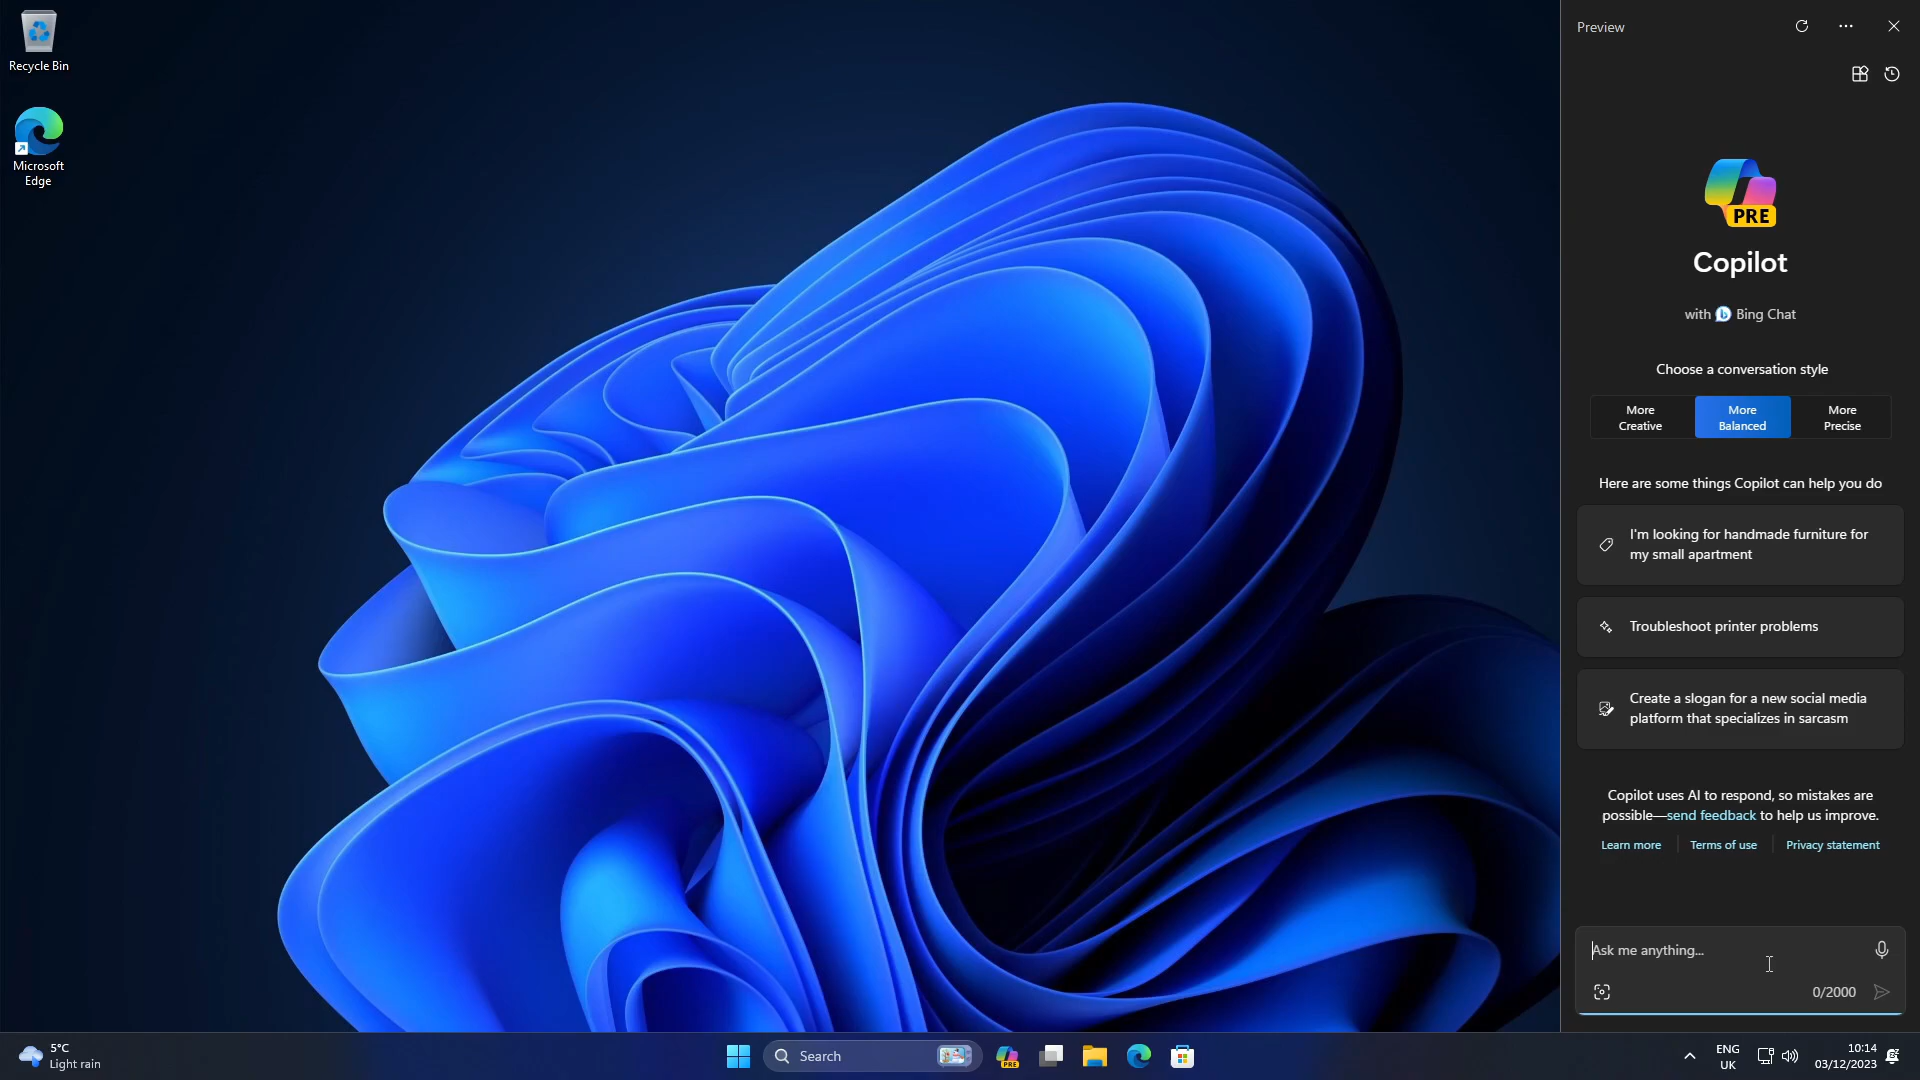 Recycle Bin
Microsoft
Edge
Preview
PRE
Copilot
with Bing Chat
Choose a conversation style
More
Creative
More
Balanced
More
Precise
Here are some things Copilot can help you do
I'm looking for handmade furniture for
my small apartment
Troubleshoot printer problems
Create a slogan for a new social media
platform that specializes in sarcasm
Copilot uses AI to respond, so mistakes are
possible—send feedback to help us improve.
Learn more
Terms of use
Privacy statement
Ask me anything...
0/2000
5°C
Light rain
Search
PRE
ENG
UK
10:14
03/12/2023